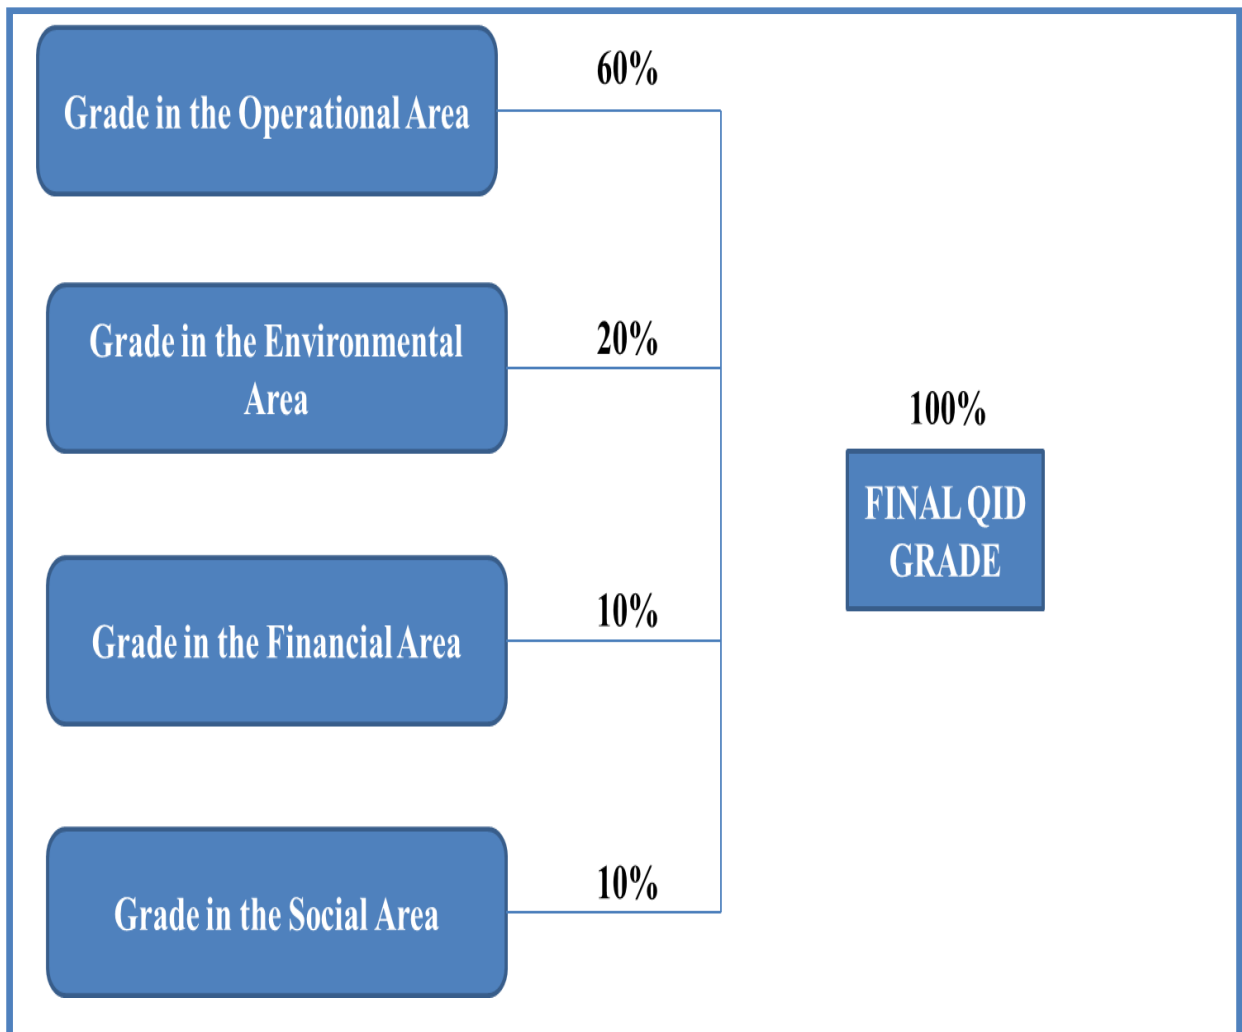 60%
Grade in the Operational Area
20%
Grade in the Environmental
Area
100%
FINAL QID
GRADE
10%
Grade in the Financial Area
10%
Grade in the Social Area